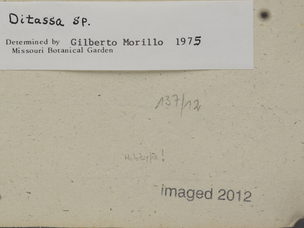 Ditassa sp.
Determined by Gilberto Morillo 1975
Missouri Botanical Garden
137/12
imaged 2012